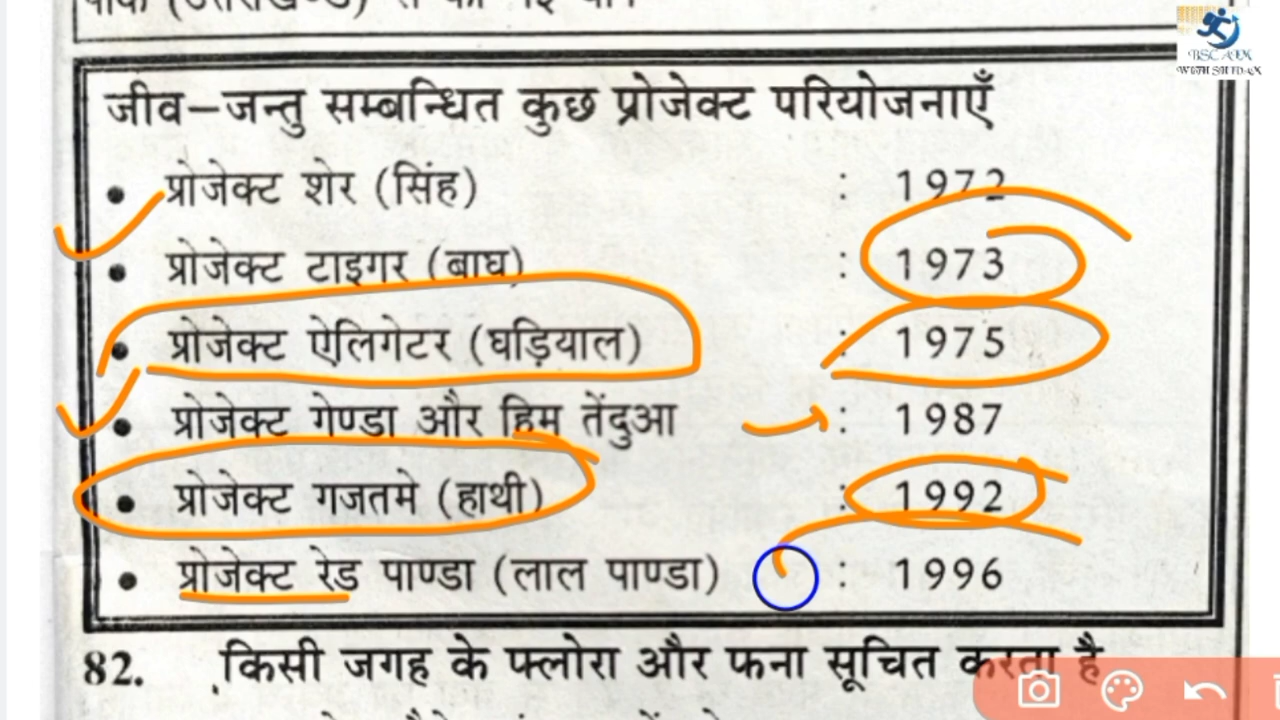 जीव-जन्तु सम्बन्धित कुछ प्रोजेक्ट परियोजनाएँ
• प्रोजेक्ट शेर (सिंह) : 1972
• प्रोजेक्ट टाइगर (बाघ) : 1973
• प्रोजेक्ट ऐलिगेटर (घड़ियाल) : 1975
• प्रोजेक्ट गेण्डा और हिम तेंदुआ : 1987
• प्रोजेक्ट गजतमे (हाथी) : 1992
• प्रोजेक्ट रेड पाण्डा (लाल पाण्डा) : 1996
82. किसी जगह के फ्लोरा और फना सूचित करता है